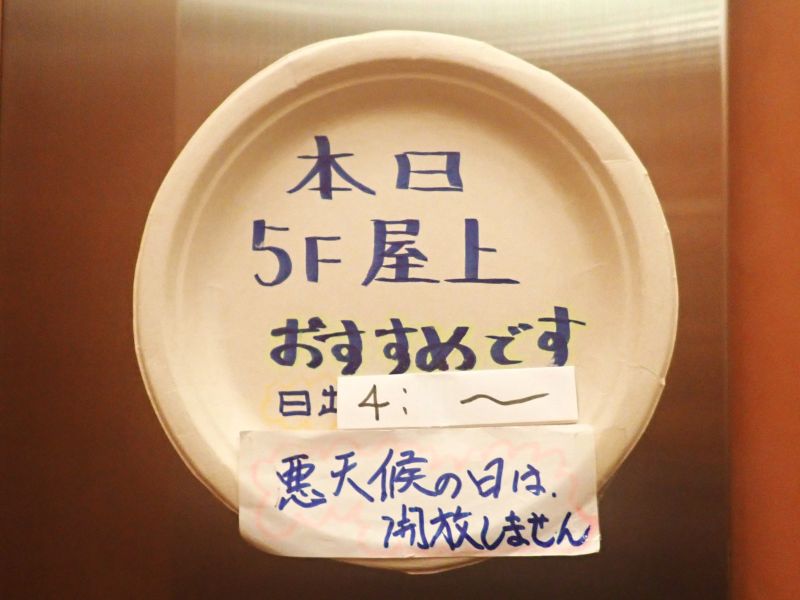 本日
5F屋上
おすすめです
日出 4: 〜
悪天候の日は、
開放しません